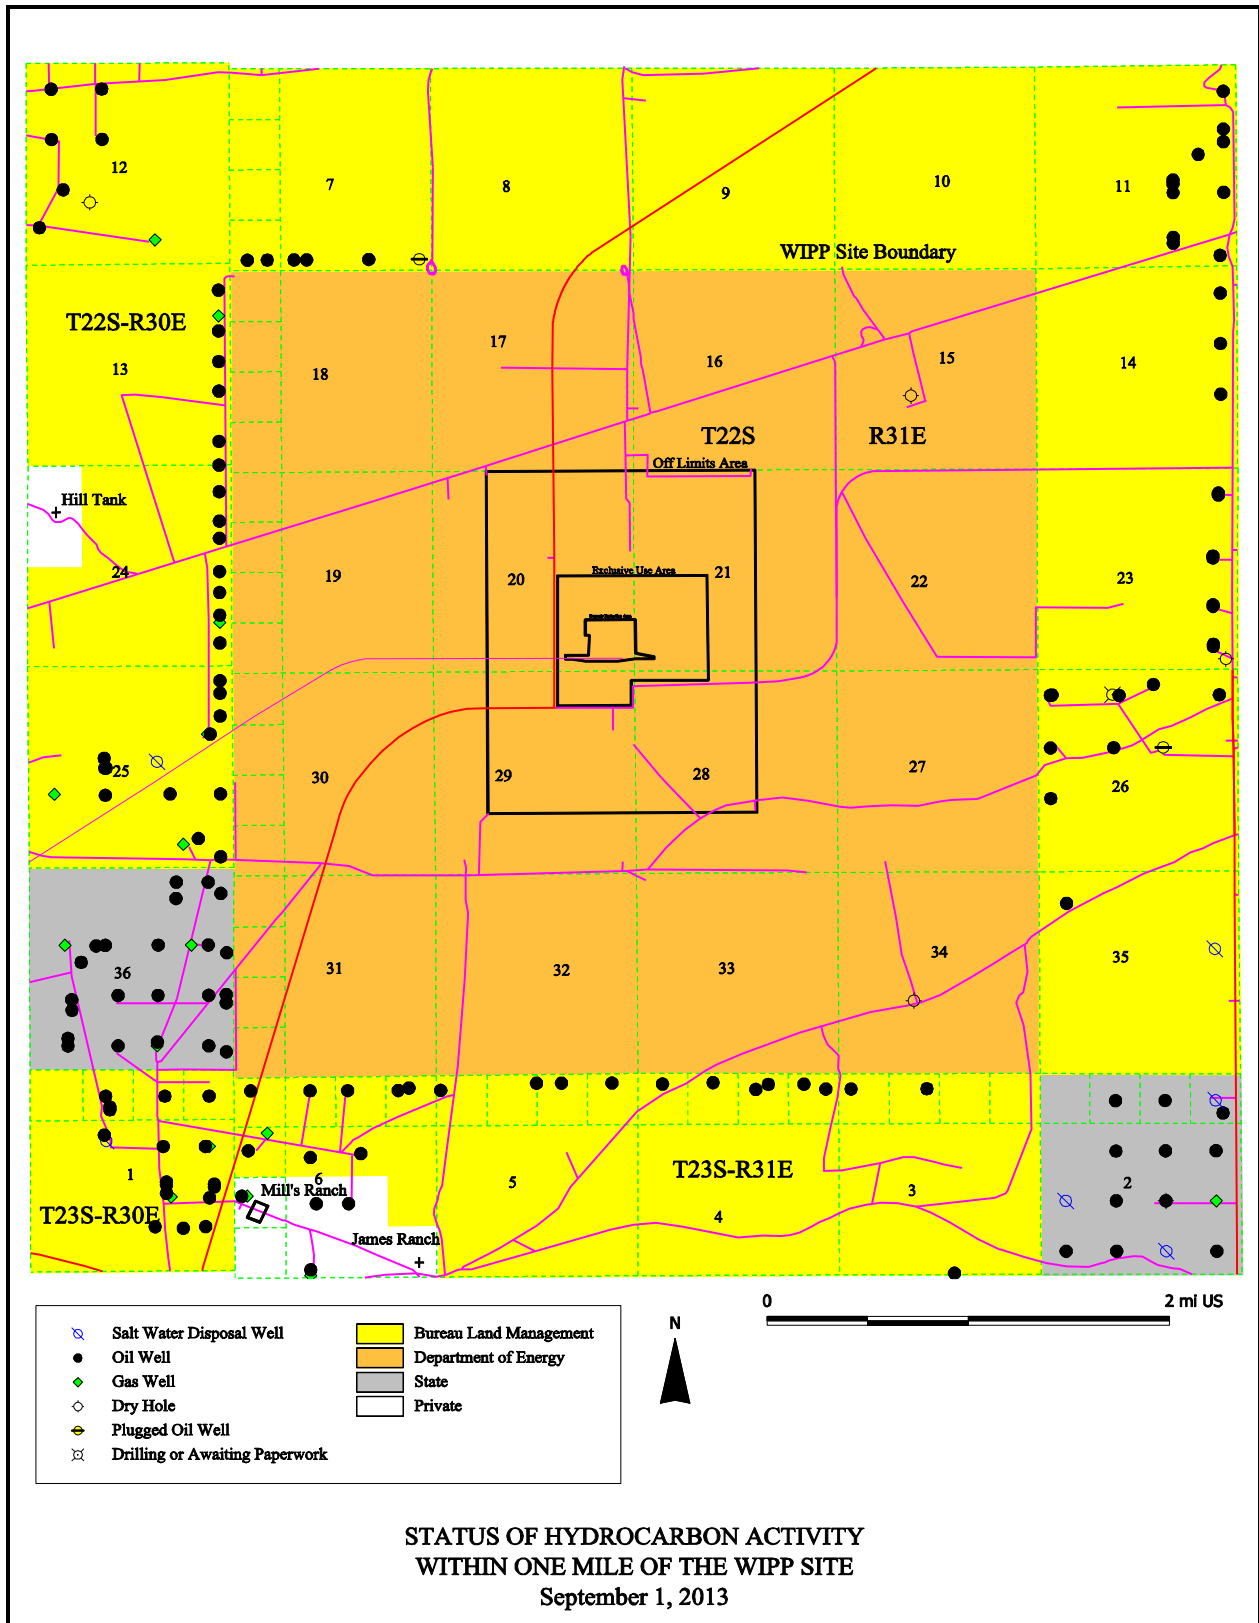 12
7
8
9
10
11
WIPP Site Boundary
T22S-R30E
13
18
17
16
15
14
T22S
R31E
Off Limits Area
Hill Tank
24
19
20
Exclusive Use Area
21
22
23
25
30
29
28
27
26
36
31
32
33
34
35
1
6
5
T23S-R31E
4
3
2
Mill's Ranch
T23S-R30E
James Ranch
0
2 mi US
N
Salt Water Disposal Well
Oil Well
Gas Well
Dry Hole
Plugged Oil Well
Drilling or Awaiting Paperwork
Bureau Land Management
Department of Energy
State
Private
STATUS OF HYDROCARBON ACTIVITY
WITHIN ONE MILE OF THE WIPP SITE
September 1, 2013